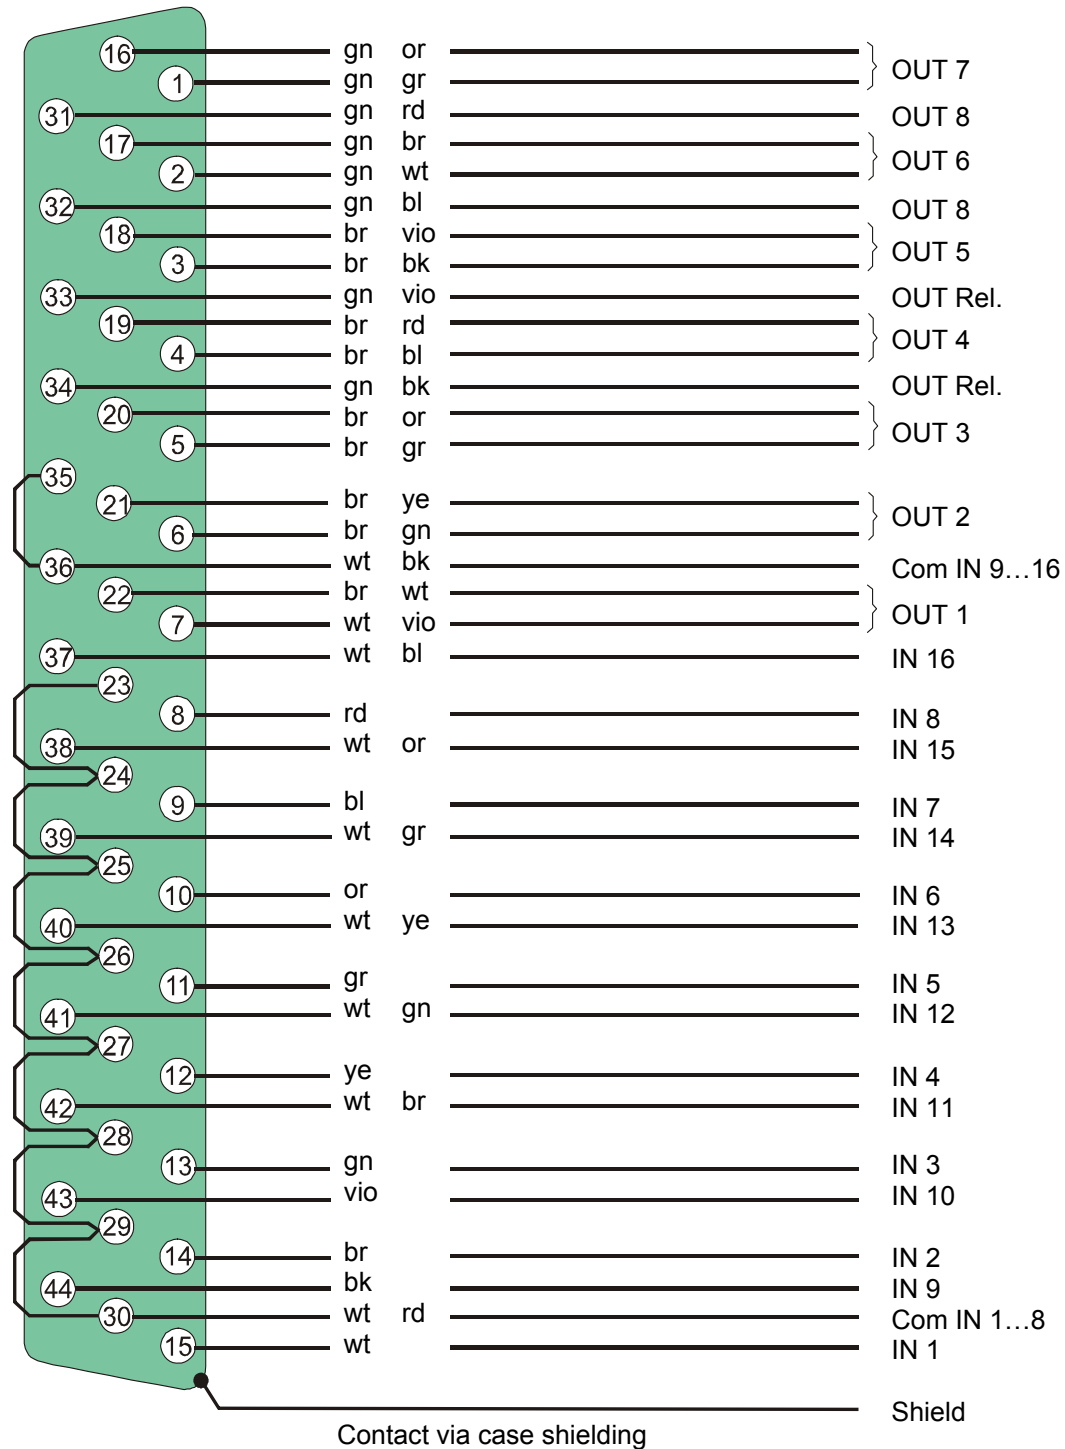 16 gn or
1 gn gr
OUT 7
31 gn rd OUT 8
17 gn br
2 gn wt
OUT 6
32 gn bl OUT 8
18 br vio
3 br bk
OUT 5
33 gn vio OUT Rel.
19 br rd
4 br bl
OUT 4
34 gn bk OUT Rel.
20 br or
5 br gr
OUT 3
35
21 br ye
6 br gn
OUT 2
36 wt bk Com IN 9…16
22 br wt
7 wt vio
OUT 1
37 wt bl IN 16
23
8 rd IN 8
38 wt or IN 15
24
9 bl IN 7
39 wt gr IN 14
25
10 or IN 6
40 wt ye IN 13
26
11 gr IN 5
41 wt gn IN 12
27
12 ye IN 4
42 wt br IN 11
28
13 gn IN 3
43 vio IN 10
29
14 br IN 2
44 bk IN 9
30 wt rd Com IN 1…8
15 wt IN 1
Shield
Contact via case shielding